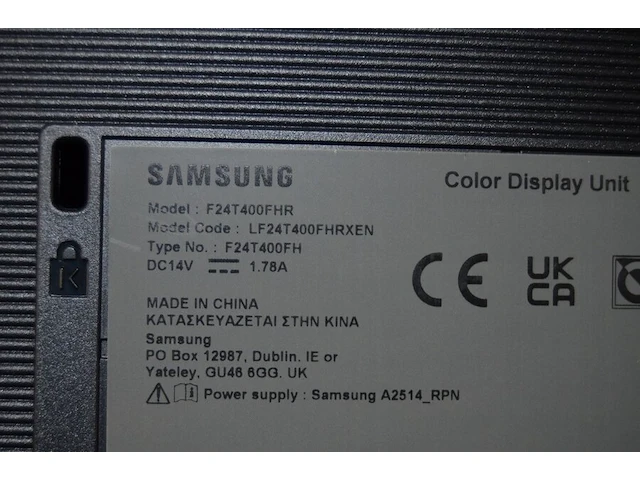 SAMSUNG
Color Display Unit
Model : F24T400FHR
Model Code : LF24T400FHRXEN
Type No. : F24T400FH
DC14V 1.78A
CE
UK
CA
MADE IN CHINA
ΚΑΤΑΣΚΕΥΑΖΕΤΑΙ ΣΤΗΝ ΚΙΝΑ
Samsung
PO Box 12987, Dublin. IE or
Yateley, GU46 6GG. UK
Power supply : Samsung A2514_RPN
K